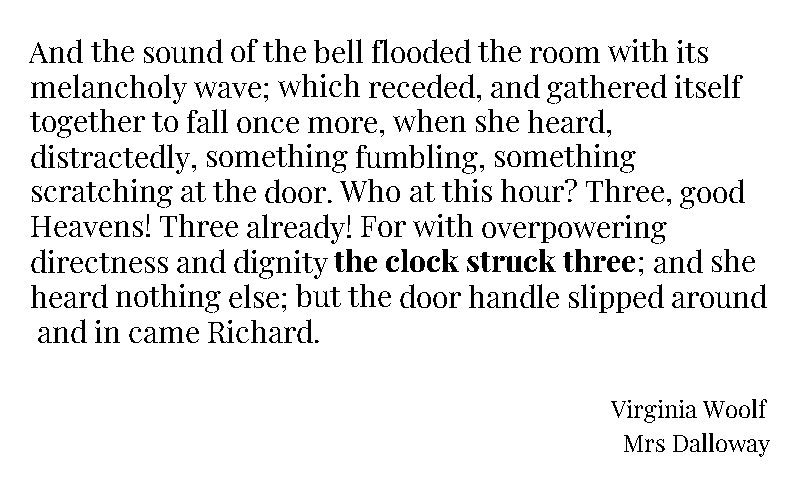 And the sound of the bell flooded the room with its
melancholy wave; which receded, and gathered itself
together to fall once more, when she heard,
distractedly, something fumbling, something
scratching at the door. Who at this hour? Three, good
Heavens! Three already! For with overpowering
directness and dignity the clock struck three; and she
heard nothing else; but the door handle slipped around
and in came Richard.
Virginia Woolf
Mrs Dalloway